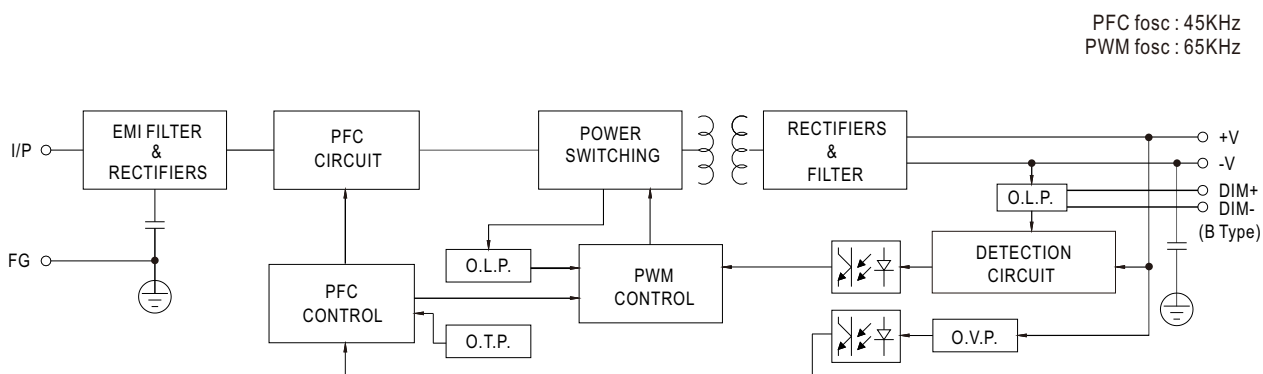 PFC fosc : 45KHz
PWM fosc : 65KHz
I/P
EMI FILTER
&
RECTIFIERS
PFC
CIRCUIT
POWER
SWITCHING
RECTIFIERS
&
FILTER
+V
-V
DIM+
DIM-
(B Type)
O.L.P.
FG
O.L.P.
PWM
CONTROL
DETECTION
CIRCUIT
PFC
CONTROL
O.T.P.
O.V.P.